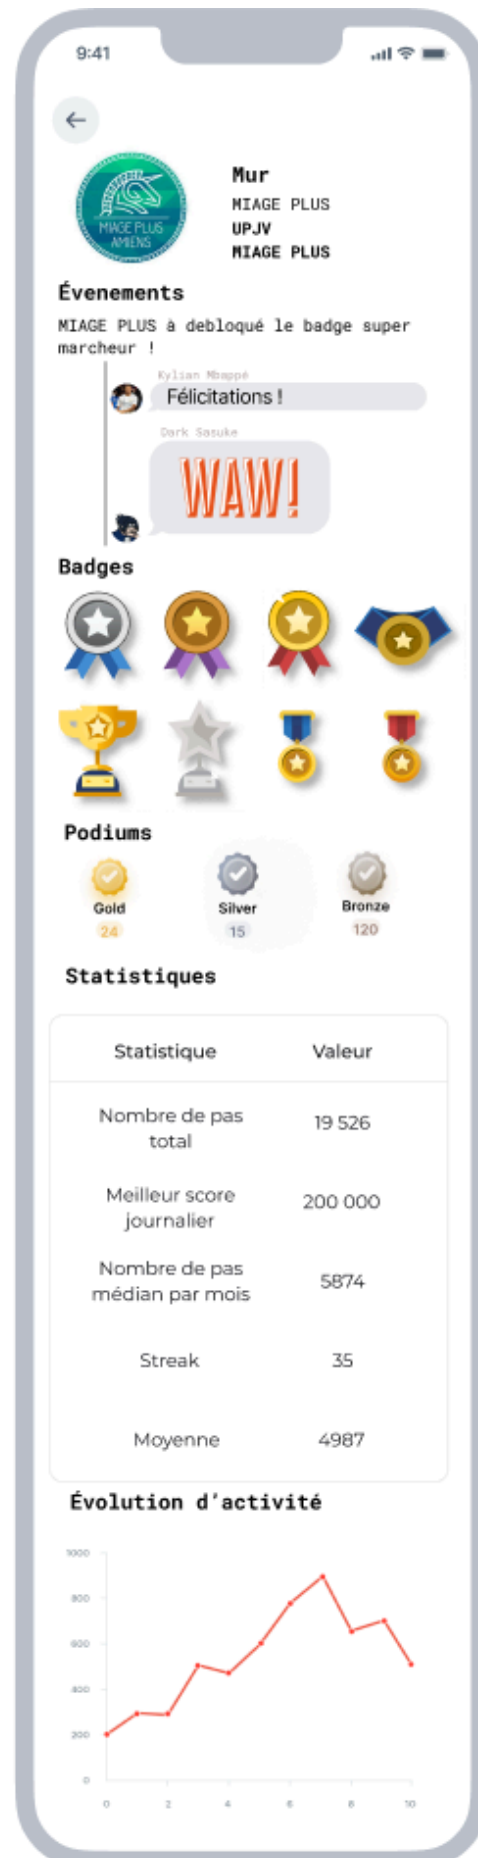 9:41
MIAGE PLUS
AMIENS
Mur
MIAGE PLUS
UPJV
MIAGE PLUS
Évenements
MIAGE PLUS à debloqué le badge super
marcheur !
Kylian Mbappé
Félicitations !
Dark Sasuke
WAW!
Badges
Podiums
Gold
Silver
Bronze
24
15
120
Statistiques
Statistique
Valeur
Nombre de pas
total
19 526
Meilleur score
journalier
200 000
Nombre de pas
médian par mois
5874
Streak
35
Moyenne
4987
Évolution d'activité
1000
800
600
400
200
0
0
2
4
6
8
10